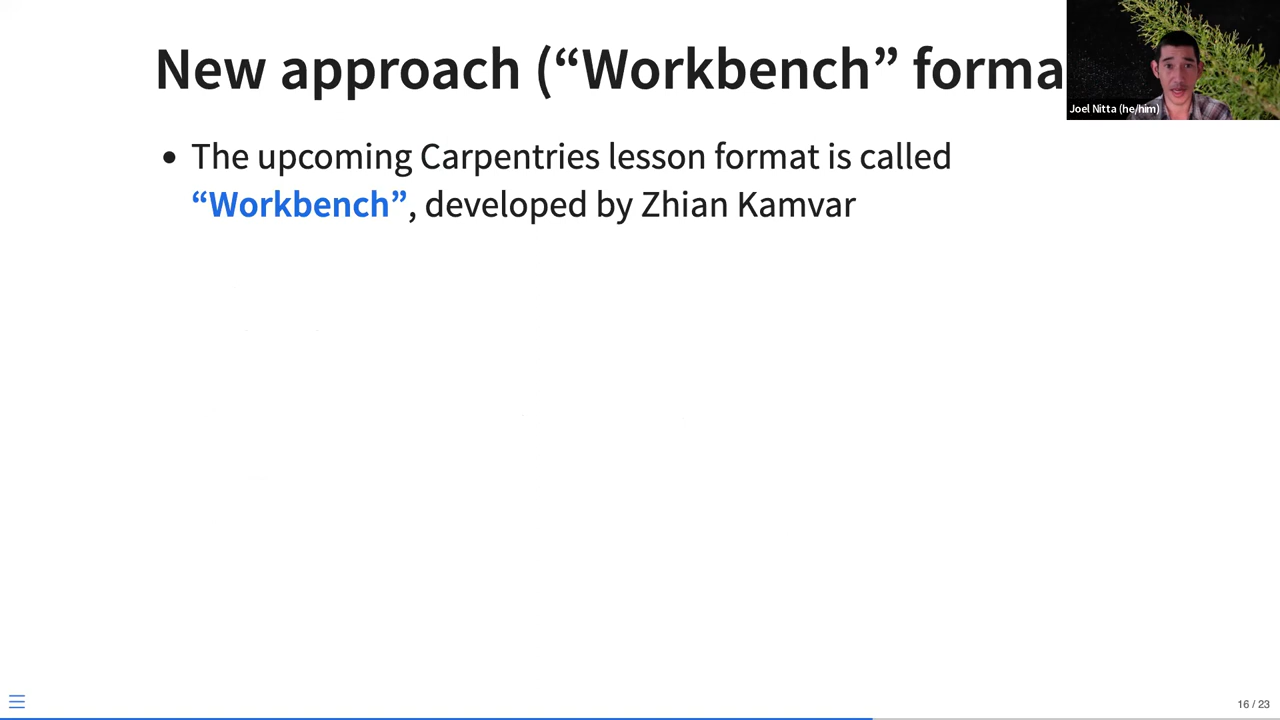 New approach (“Workbench” forma
Joel Nitta (he/him)
• The upcoming Carpentries lesson format is called
“Workbench”, developed by Zhian Kamvar
16 / 23